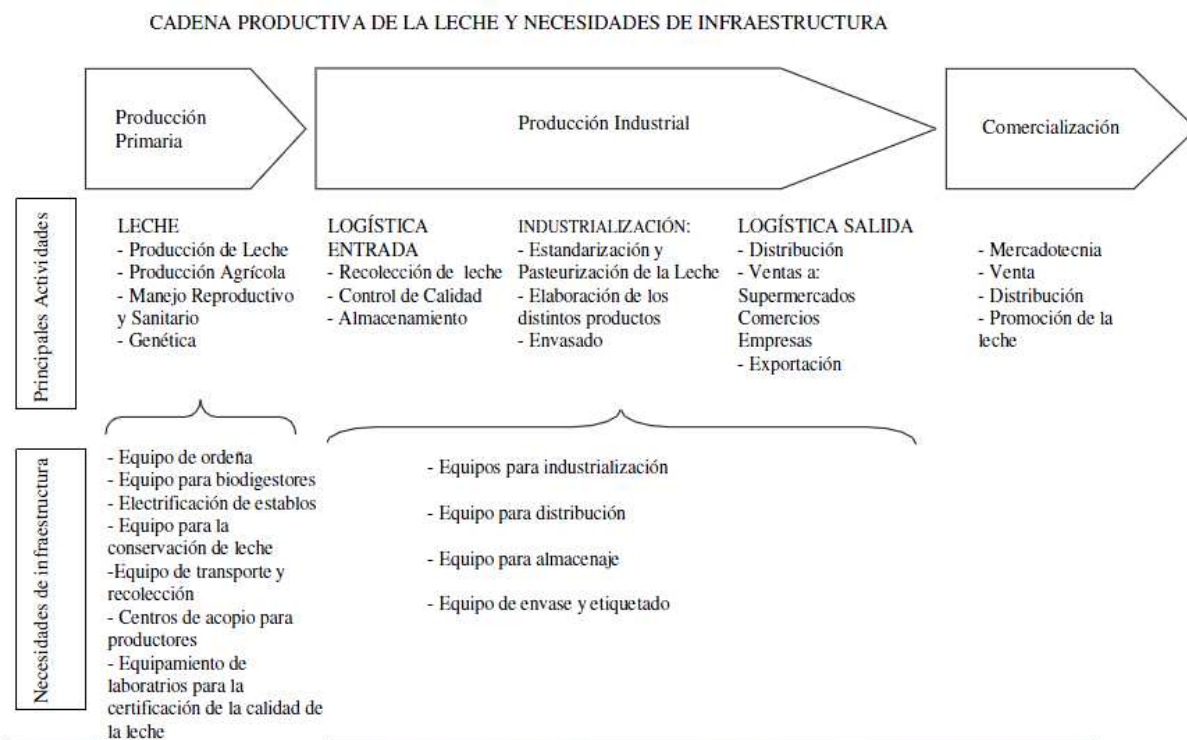 CADENA PRODUCTIVA DE LA LECHE Y NECESIDADES DE INFRAESTRUCTURA
Producción
Primaria
Producción Industrial
Comercialización
Principales Actividades
LECHE
- Producción de Leche
- Producción Agrícola
- Manejo Reproductivo
y Sanitario
- Genética
LOGÍSTICA
ENTRADA
- Recolección de leche
- Control de Calidad
- Almacenamiento
INDUSTRIALIZACIÓN:
- Estandarización y
Pasteurización de la Leche
- Elaboración de los
distintos productos
- Envasado
LOGÍSTICA SALIDA
- Distribución
- Ventas a:
Supermercados
Comercios
Empresas
- Exportación
- Mercadotecnia
- Venta
- Distribución
- Promoción de la
leche
Necesidades de infraestructura
- Equipo de ordeña
- Equipo para biodigestores
- Electrificación de establos
- Equipo para la
conservación de leche
-Equipo de transporte y
recolección
- Centros de acopio para
productores
- Equipamiento de
laboratrios para la
certificación de la calidad de
la leche
- Equipos para industrialización
- Equipo para distribución
- Equipo para almacenaje
- Equipo de envase y etiquetado